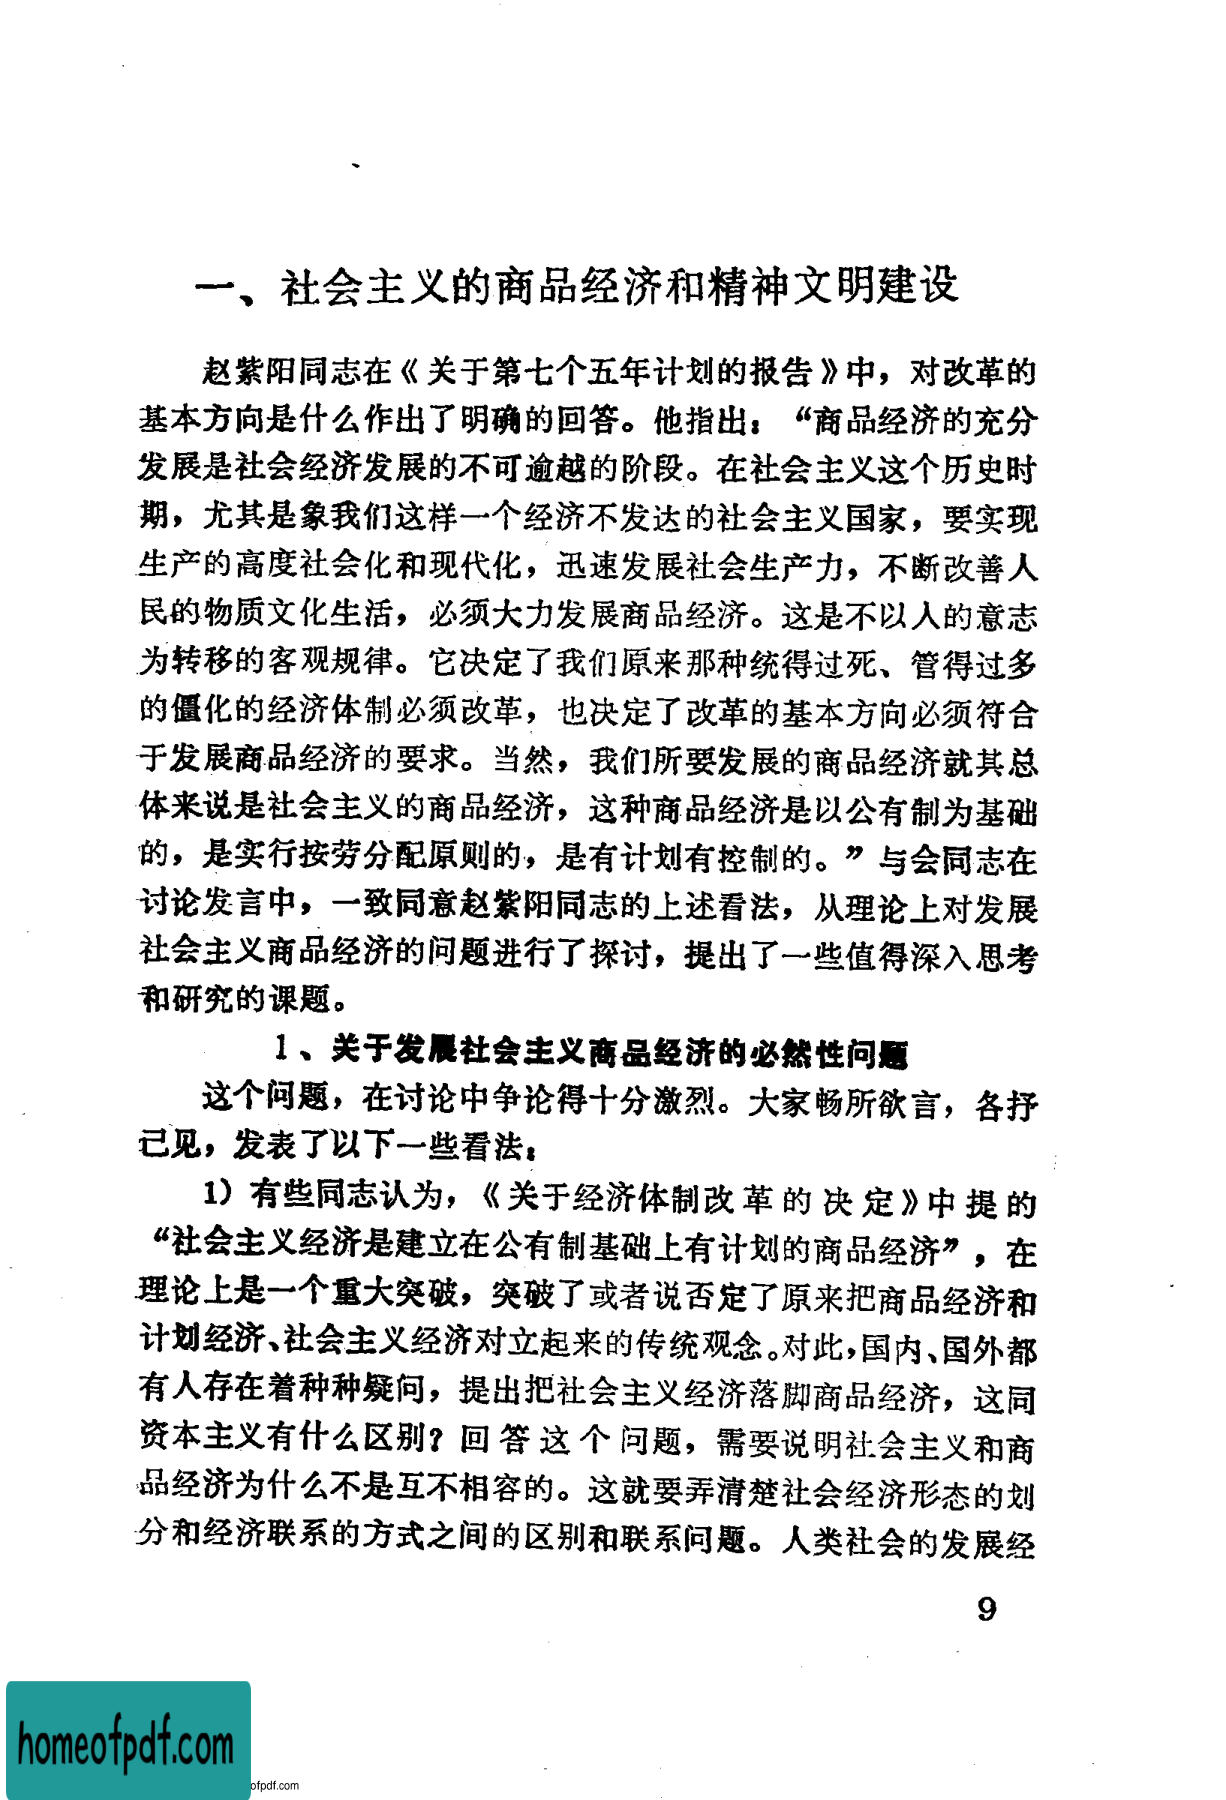 一、社会主义的商品经济和精神文明建设
赵紫阳同志在《关于第七个五年计划的报告》中，对改革的
基本方向是什么作出了明确的回答。他指出：“商品经济的充分
发展是社会经济发展的不可逾越的阶段。在社会主义这个历史时
期，尤其是象我们这样一个经济不发达的社会主义国家，要实现
生产的高度社会化和现代化，迅速发展社会生产力，不断改善人
民的物质文化生活，必须大力发展商品经济。这是不以人的意志
为转移的客观规律。它决定了我们原来那种统得过死、管得过多
的僵化的经济体制必须改革，也决定了改革的基本方向必须符合
于发展商品经济的要求。当然，我们所要发展的商品经济就其总
体来说是社会主义的商品经济，这种商品经济是以公有制为基础
的，是实行按劳分配原则的，是有计划有控制的。”与会同志在
讨论发言中，一致同意赵紫阳同志的上述看法，从理论上对发展
社会主义商品经济的问题进行了探讨，提出了一些值得深入思考
和研究的课题。
1、关于发展社会主义商品经济的必然性问题
这个问题，在讨论中争论得十分激烈。大家畅所欲言，各抒
己见，发表了以下一些看法：
1）有些同志认为，《关于经济体制改革的决定》中提的
“社会主义经济是建立在公有制基础上有计划的商品经济”，在
理论上是一个重大突破，突破了或者说否定了原来把商品经济和
计划经济、社会主义经济对立起来的传统观念。对此，国内、国外都
有人存在着种种疑问，提出把社会主义经济落脚商品经济，这同
资本主义有什么区别？回答这个问题，需要说明社会主义和商
品经济为什么不是互不相容的。这就要弄清楚社会经济形态的划
分和经济联系的方式之间的区别和联系问题。人类社会的发展经
9
homeofpdf.com
ofpdf.com